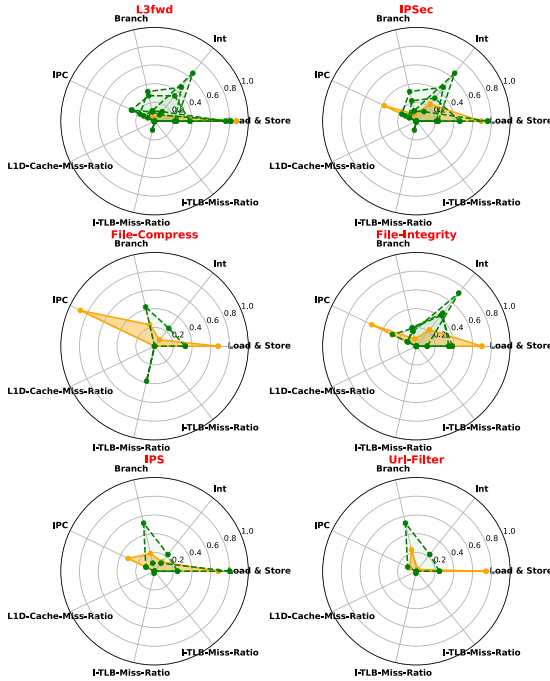 L3fwd
Branch
Int
IPC
0.2
0.4
0.6
0.8
1.0
Load & Store
L1D-Cache-Miss-Ratio
I-TLB-Miss-Ratio
I-TLB-Miss-Ratio
IPSec
Branch
Int
IPC
0.2
0.4
0.6
0.8
1.0
Load & Store
L1D-Cache-Miss-Ratio
I-TLB-Miss-Ratio
I-TLB-Miss-Ratio
File-Compress
Branch
Int
IPC
0.2
0.4
0.6
0.8
1.0
Load & Store
L1D-Cache-Miss-Ratio
I-TLB-Miss-Ratio
I-TLB-Miss-Ratio
File-Integrity
Branch
Int
IPC
0.2
0.4
0.6
0.8
1.0
Load & Store
L1D-Cache-Miss-Ratio
I-TLB-Miss-Ratio
I-TLB-Miss-Ratio
IPS
Branch
Int
IPC
0.2
0.4
0.6
0.8
1.0
Load & Store
L1D-Cache-Miss-Ratio
I-TLB-Miss-Ratio
I-TLB-Miss-Ratio
Url-Filter
Branch
Int
IPC
0.2
0.4
0.6
0.8
1.0
Load & Store
L1D-Cache-Miss-Ratio
I-TLB-Miss-Ratio
I-TLB-Miss-Ratio